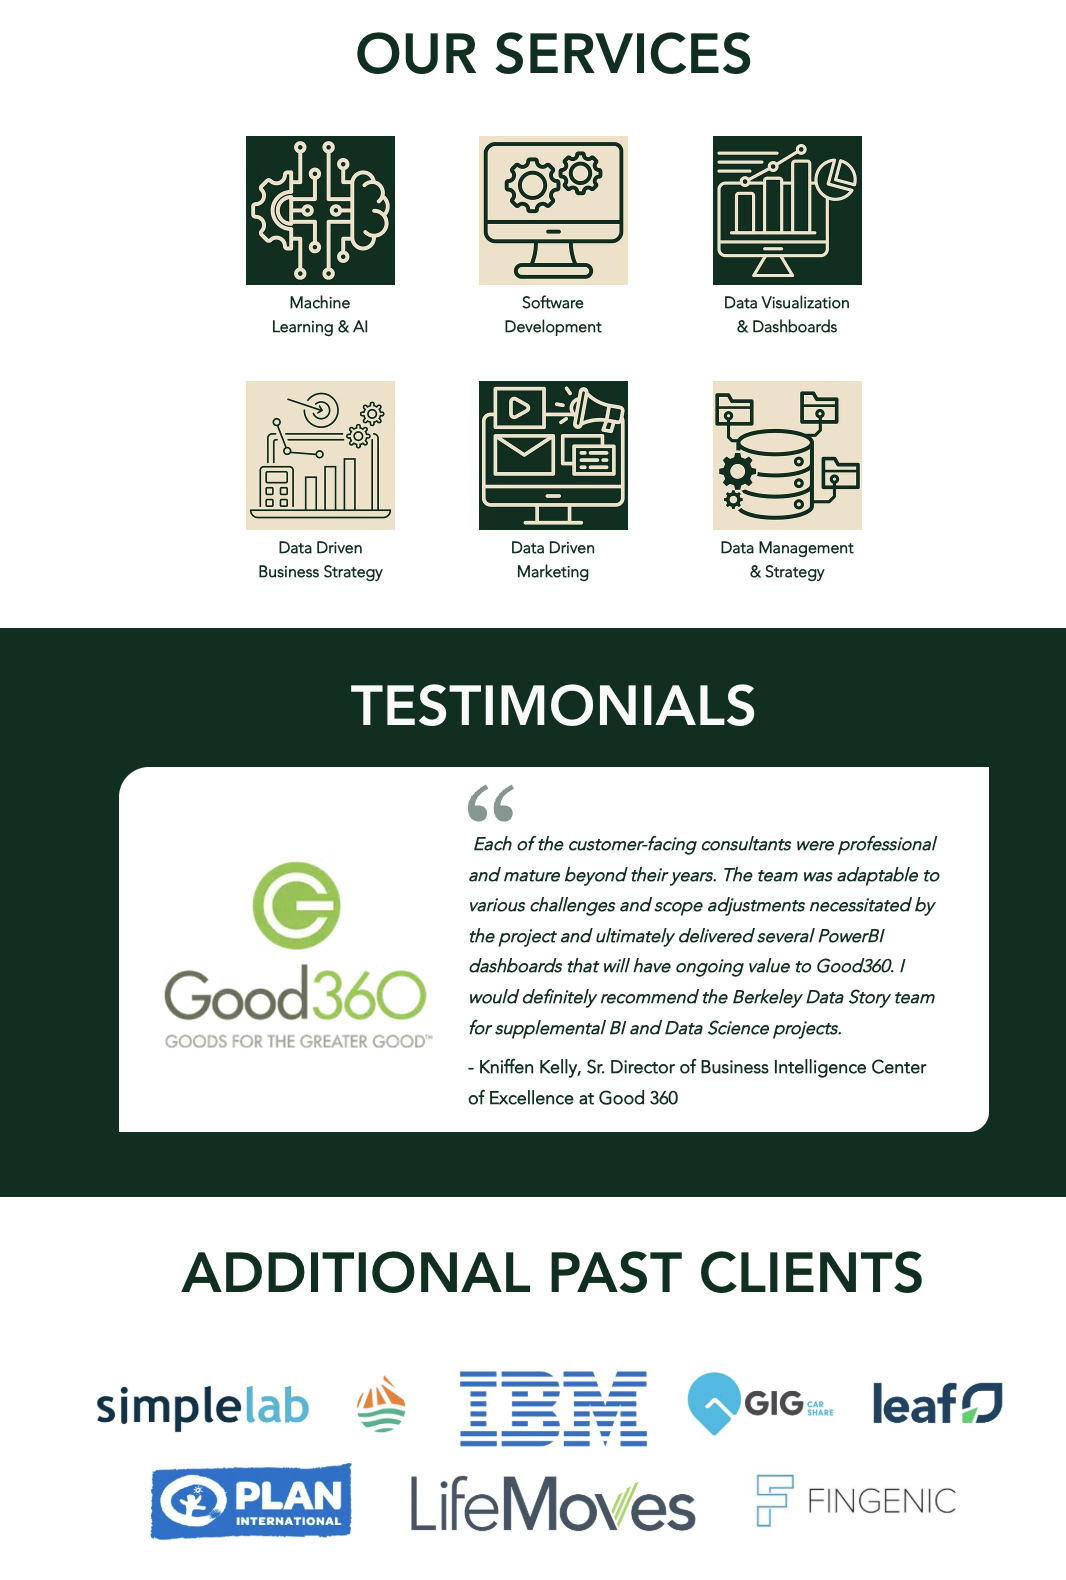 OUR SERVICES
Machine
Learning & AI
Software
Development
Data Visualization
& Dashboards
Data Driven
Business Strategy
Data Driven
Marketing
Data Management
& Strategy
TESTIMONIALS
“
Each of the customer-facing consultants were professional
and mature beyond their years. The team was adaptable to
various challenges and scope adjustments necessitated by
the project and ultimately delivered several PowerBI
dashboards that will have ongoing value to Good360. I
would definitely recommend the Berkeley Data Story team
for supplemental BI and Data Science projects.
- Kniffen Kelly, Sr. Director of Business Intelligence Center
of Excellence at Good 360
Good360
GOODS FOR THE GREATER GOOD™
ADDITIONAL PAST CLIENTS
simplelab
IBM
GIG CAR
SHARE
leaf
PLAN
INTERNATIONAL
LifeMoves
FINGENIC